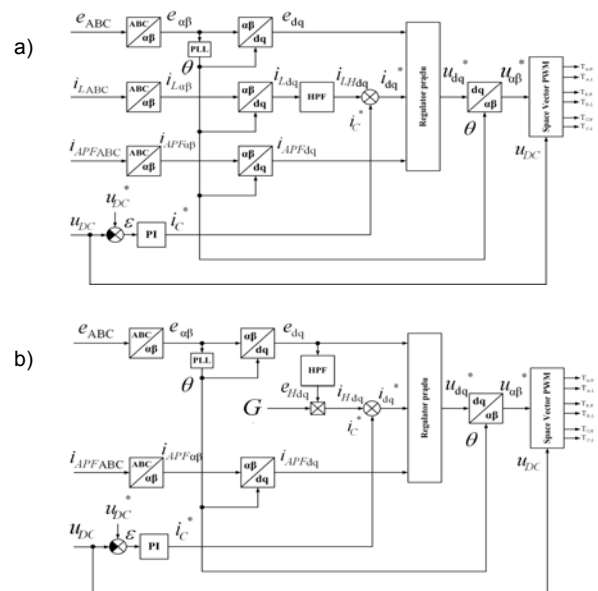 a)
e_ABC ABC αβ e_αβ αβ dq e_dq
PLL
θ
i_LABC ABC αβ i_Lαβ αβ dq i_Ldq HPF i_LHdq i_dq*
i_C*
i_APFABC ABC αβ i_APFαβ αβ dq i_APFdq
Regulator prądu
u_dq* dq αβ u_αβ*
θ
Space Vector PWM
u_DC
u_DC*
u_DC ε PI i_C*
b)
e_ABC ABC αβ e_αβ αβ dq e_dq
PLL
θ
HPF
e_Hdq
G i_Hdq i_dq*
i_C*
i_APFABC ABC αβ i_APFαβ αβ dq i_APFdq
Regulator prądu
u_dq* dq αβ u_αβ*
θ
Space Vector PWM
u_DC
u_DC*
u_DC ε PI i_C*